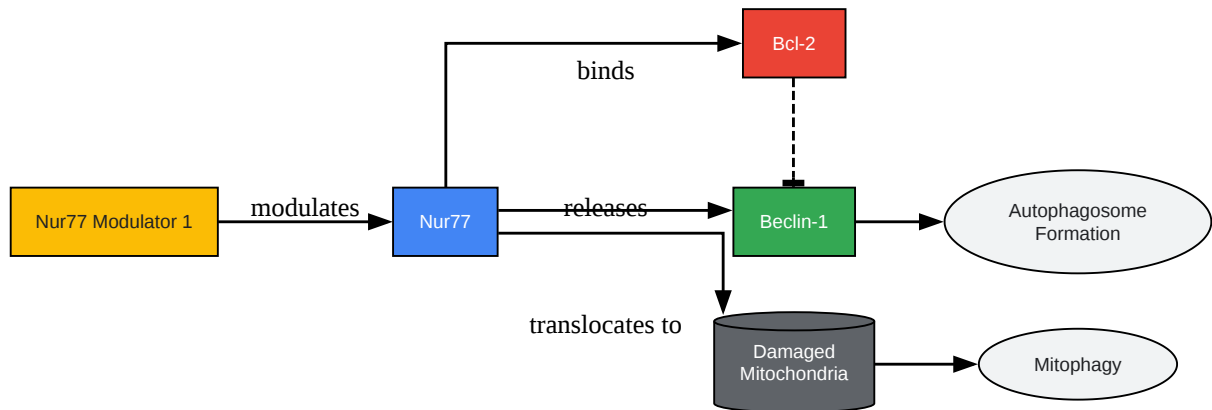 Bcl-2
binds
Nur77 Modulator 1
modulates
Nur77
releases
Beclin-1
Autophagosome
Formation
translocates to
Damaged
Mitochondria
Mitophagy